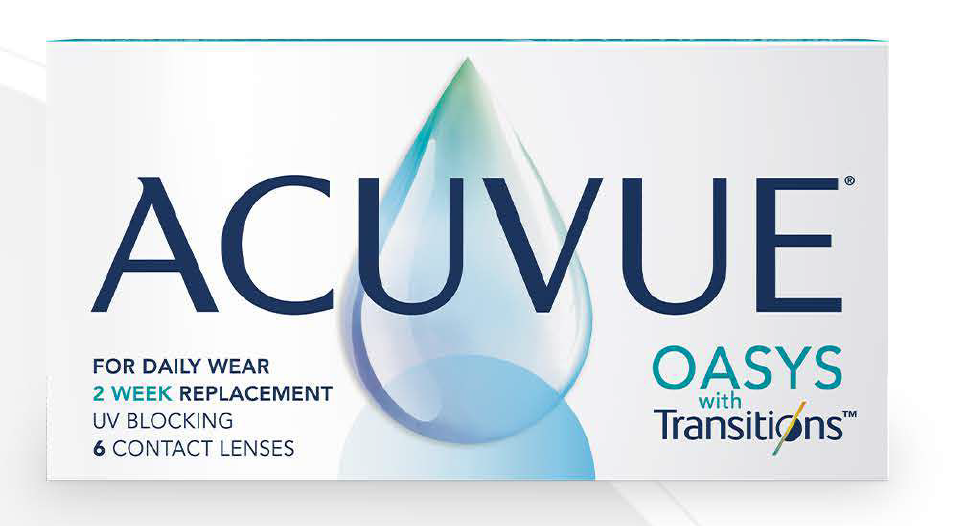 ACUVUE®
FOR DAILY WEAR
2 WEEK REPLACEMENT
UV BLOCKING
6 CONTACT LENSES
OASYS
with
Transitions™